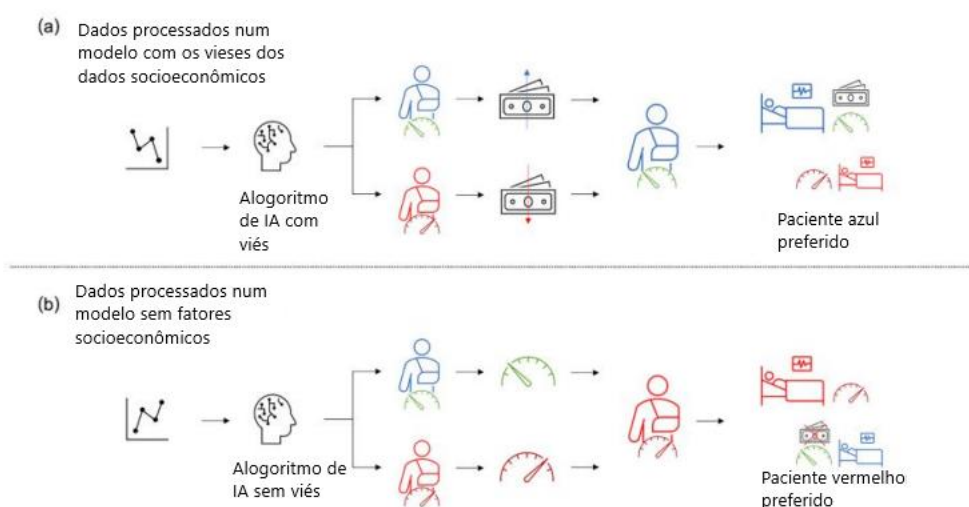 (a) Dados processados num
modelo com os vieses dos
dados socioeconômicos
Alogoritmo
de IA com
viés
Paciente azul
preferido
(b) Dados processados num
modelo sem fatores
socioeconômicos
Alogoritmo de
IA sem viés
Paciente vermelho
preferido